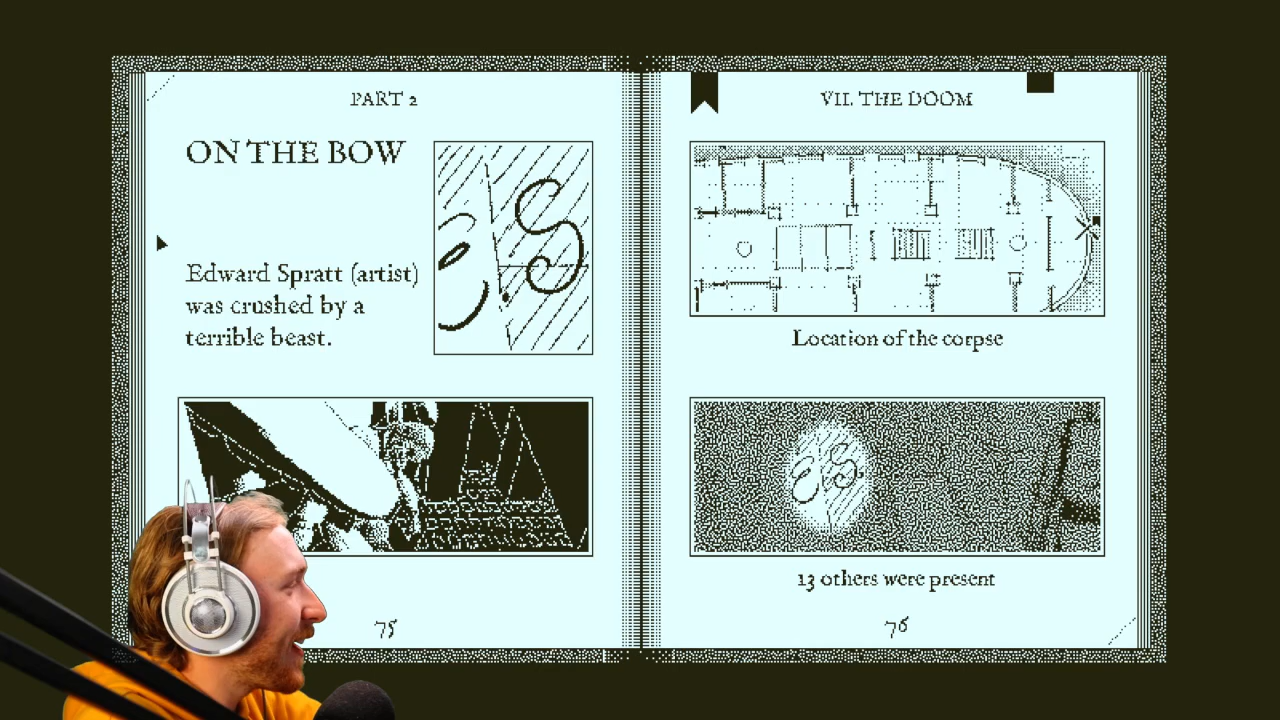 PART 2
ON THE BOW
E.S
Edward Spratt (artist)
was crushed by a
terrible beast.
75
VII. THE DOOM
Location of the corpse
E.S.
13 others were present
76